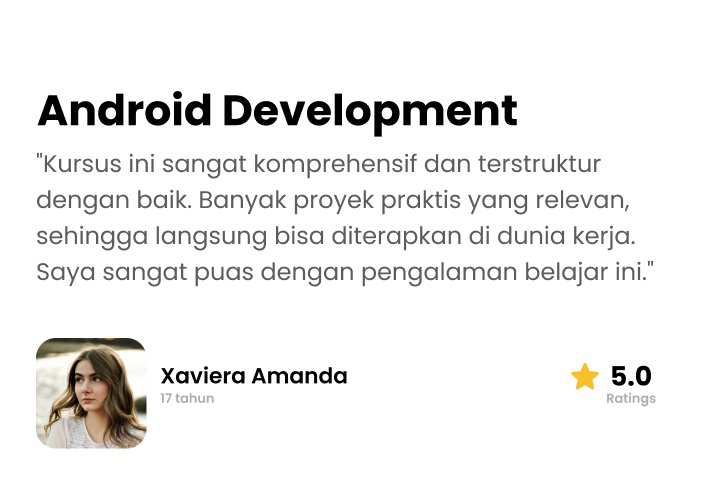 Android Development
"Kursus ini sangat komprehensif dan terstruktur
dengan baik. Banyak proyek praktis yang relevan,
sehingga langsung bisa diterapkan di dunia kerja.
Saya sangat puas dengan pengalaman belajar ini."
Xaviera Amanda
17 tahun
5.0
Ratings